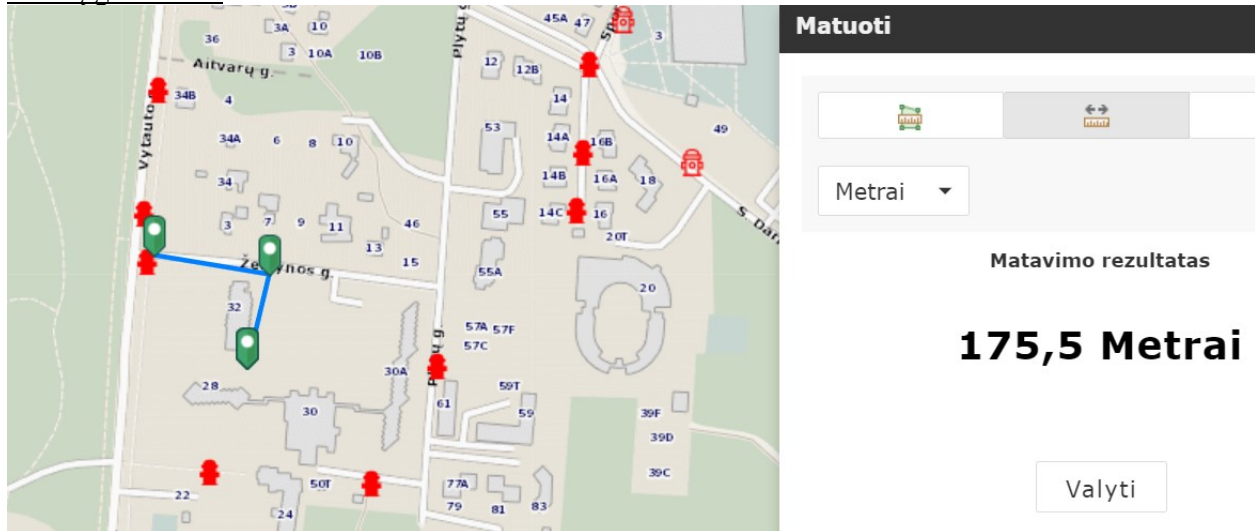 45A 47
3A 10
36
3 10A 10B
Aitvarų g.
Plytų g.
3
12 12B
34B 4
14
Vytauto
53
49
34A 6 8 10
14A 16B
34
14B 16A 18
3 7 9 11 46
55
14C 16
20T
S. Dari
13 15
55A
20
32
57A 57F
57C
30A
28
30
61
59T
59
39F
39D
39C
22
50T
24
77A
79 81 83
Matuoti
Metrai
Matavimo rezultatas
175,5 Metrai
Valyti